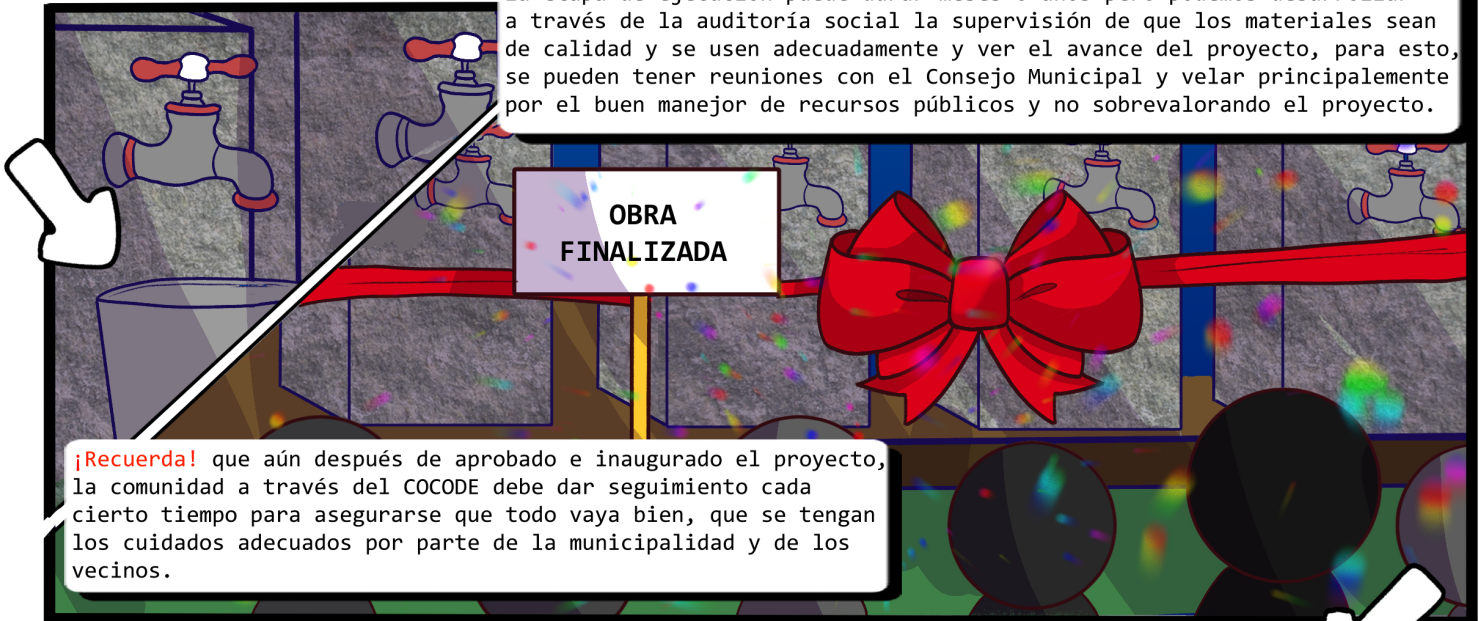 a través de la auditoría social la supervisión de que los materiales sean
de calidad y se usen adecuadamente y ver el avance del proyecto, para esto,
se pueden tener reuniones con el Consejo Municipal y velar principalemente
por el buen manejor de recursos públicos y no sobrevalorando el proyecto.
OBRA
FINALIZADA
¡Recuerda! que aún después de aprobado e inaugurado el proyecto,
la comunidad a través del COCODE debe dar seguimiento cada
cierto tiempo para asegurarse que todo vaya bien, que se tengan
los cuidados adecuados por parte de la municipalidad y de los
vecinos.